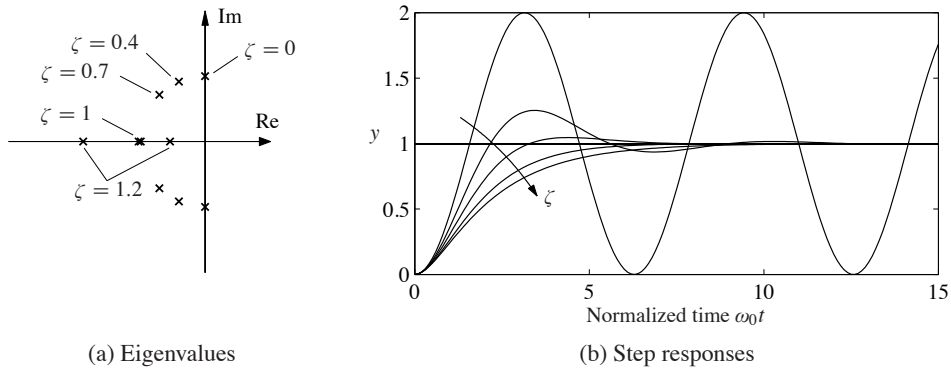 Im
ζ = 0.4
ζ = 0
ζ = 0.7
ζ = 1
Re
ζ = 1.2
(a) Eigenvalues
2
1.5
y
1
0.5
0
ζ
0 5 10 15
Normalized time ω₀t
(b) Step responses